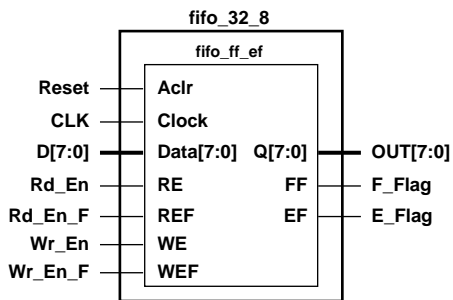 fifo_32_8
fifo_ff_ef
Reset Aclr
CLK Clock
D[7:0] Data[7:0] Q[7:0] OUT[7:0]
Rd_En RE FF F_Flag
Rd_En_F REF EF E_Flag
Wr_En WE
Wr_En_F WEF